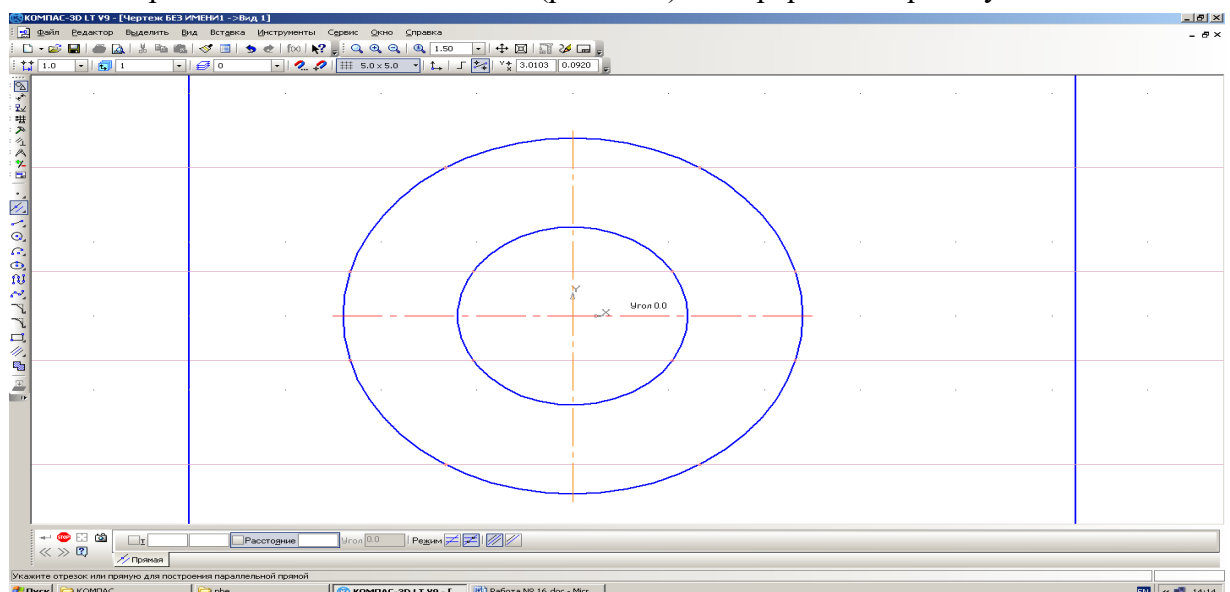 КОМПАС-3D LT V9 - [Чертеж БЕЗ ИМЕНИ1 ->Вид 1]
Файл Редактор Выделить Вид Вставка Инструменты Сервис Окно Справка
f(x) 1.50
1.0 1 0 5.0 x 5.0 3.0103 0.0920
Y
X
Угол 0.0
т Расстояние Угол 0.0 Режим
Прямая
Укажите отрезок или прямую для построения параллельной прямой
Пуск КОМПАС КОМПАС-3D LT V9 - [ Работа № 16.doc - Micr... EN 14:14